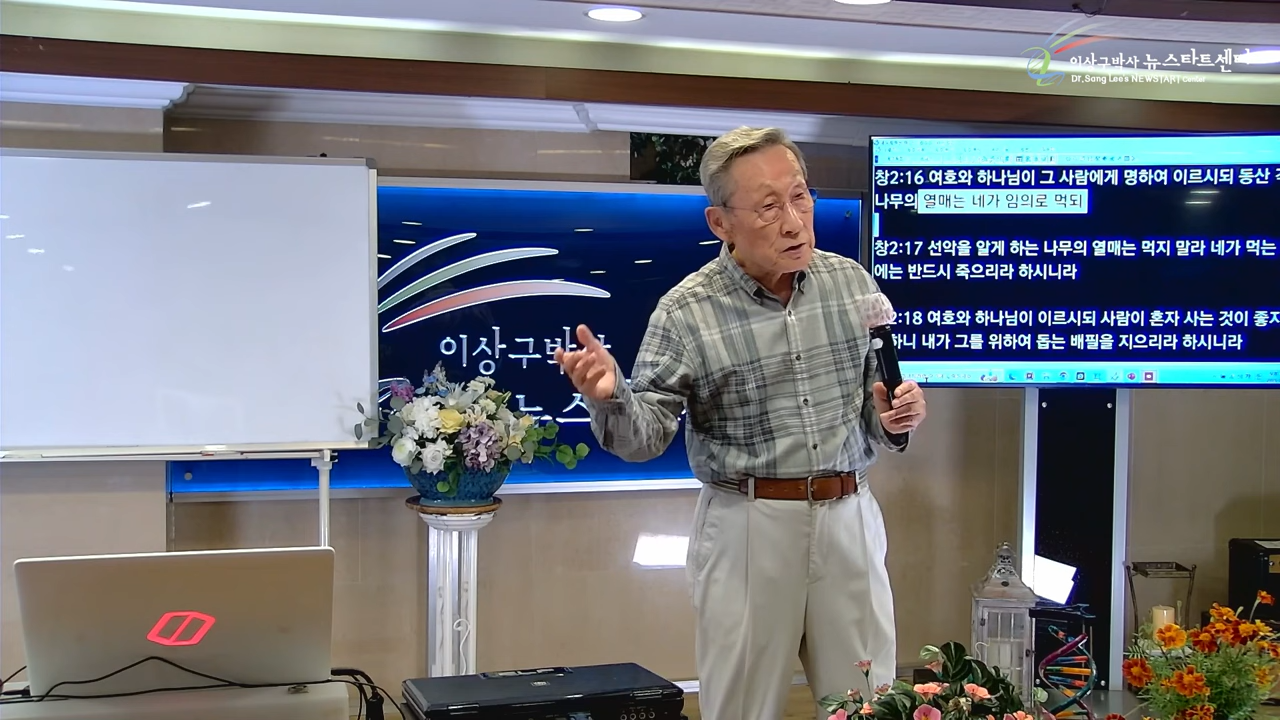 이상구박사 뉴스타트센터
Dr.Sang Lee's NEWSTART Center
창2:16 여호와 하나님이 그 사람에게 명하여 이르시되 동산
나무의 열매는 네가 임의로 먹되
창2:17 선악을 알게 하는 나무의 열매는 먹지 말라 네가 먹는
에는 반드시 죽으리라 하시니라
2:18 여호와 하나님이 이르시되 사람이 혼자 사는 것이 좋지
하니 내가 그를 위하여 돕는 배필을 지으리라 하시니라
이상구박사
뉴스